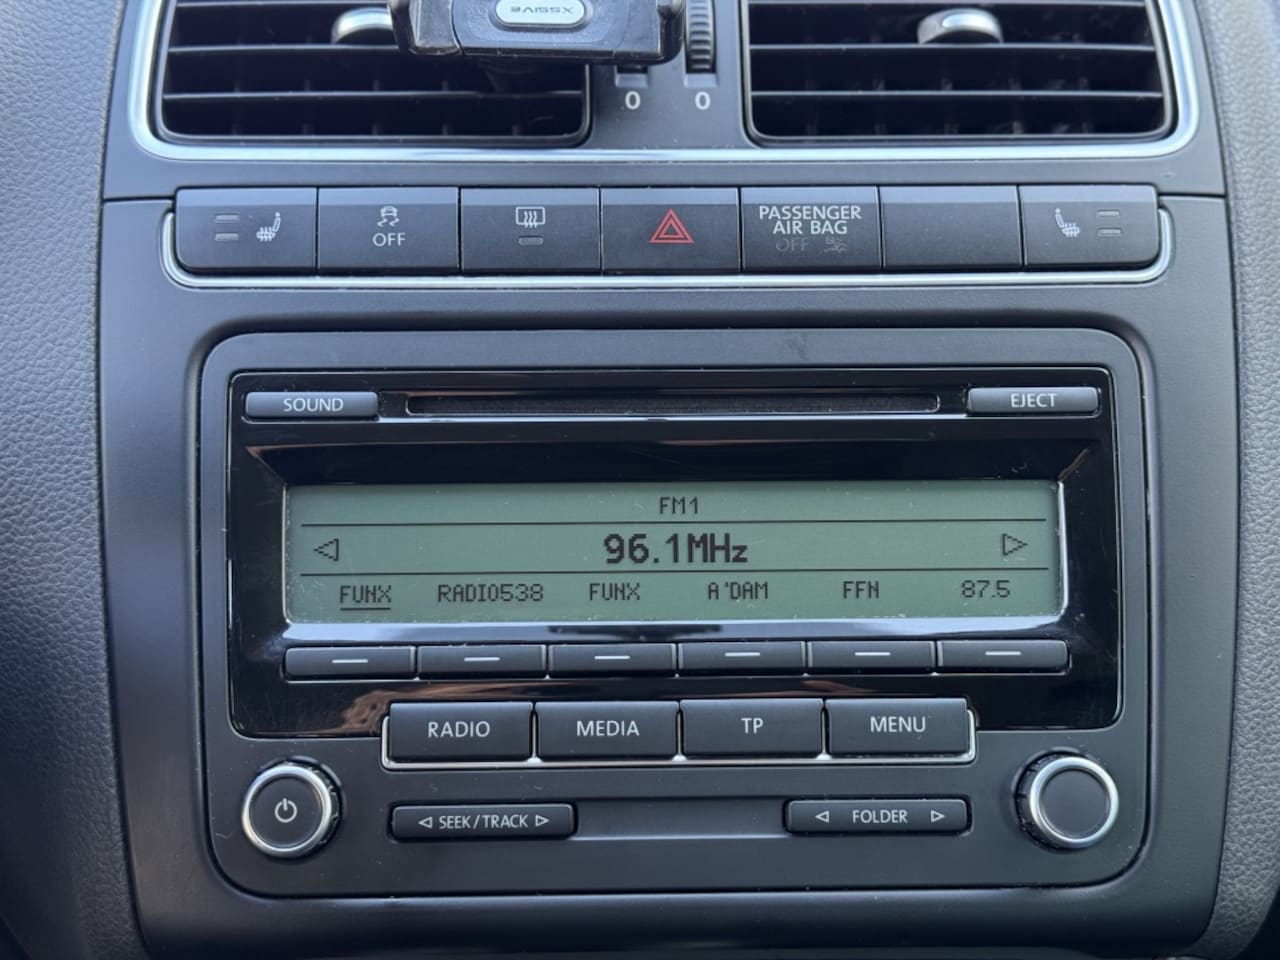 0 0
OFF
PASSENGER
AIR BAG
OFF
SOUND
EJECT
FM1
96.1MHz
FUNX RADIO538 FUNX A'DAM FFN 87.5
RADIO MEDIA TP MENU
SEEK/TRACK FOLDER